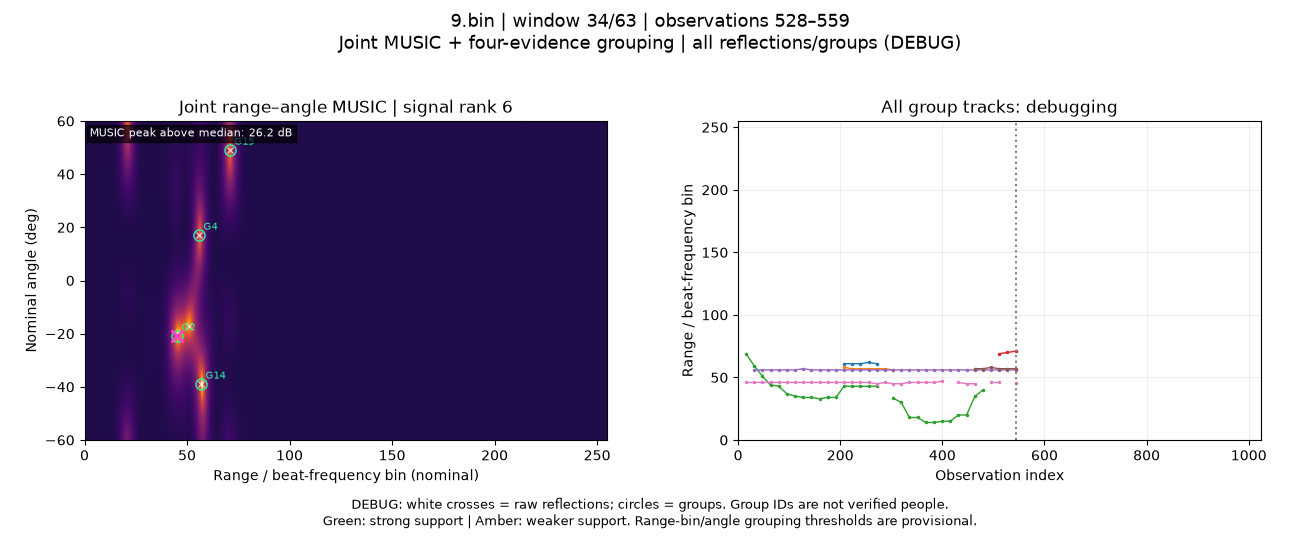 9.bin | window 34/63 | observations 528–559
Joint MUSIC + four-evidence grouping | all reflections/groups (DEBUG)
Joint range–angle MUSIC | signal rank 6
MUSIC peak above median: 26.2 dB
G15
G4
G14
60
40
20
0
−20
−40
−60
Nominal angle (deg)
0 50 100 150 200 250
Range / beat-frequency bin (nominal)
All group tracks: debugging
250
200
150
100
50
0
Range / beat-frequency bin
0 200 400 600 800 1000
Observation index
DEBUG: white crosses = raw reflections; circles = groups. Group IDs are not verified people.
Green: strong support | Amber: weaker support. Range-bin/angle grouping thresholds are provisional.